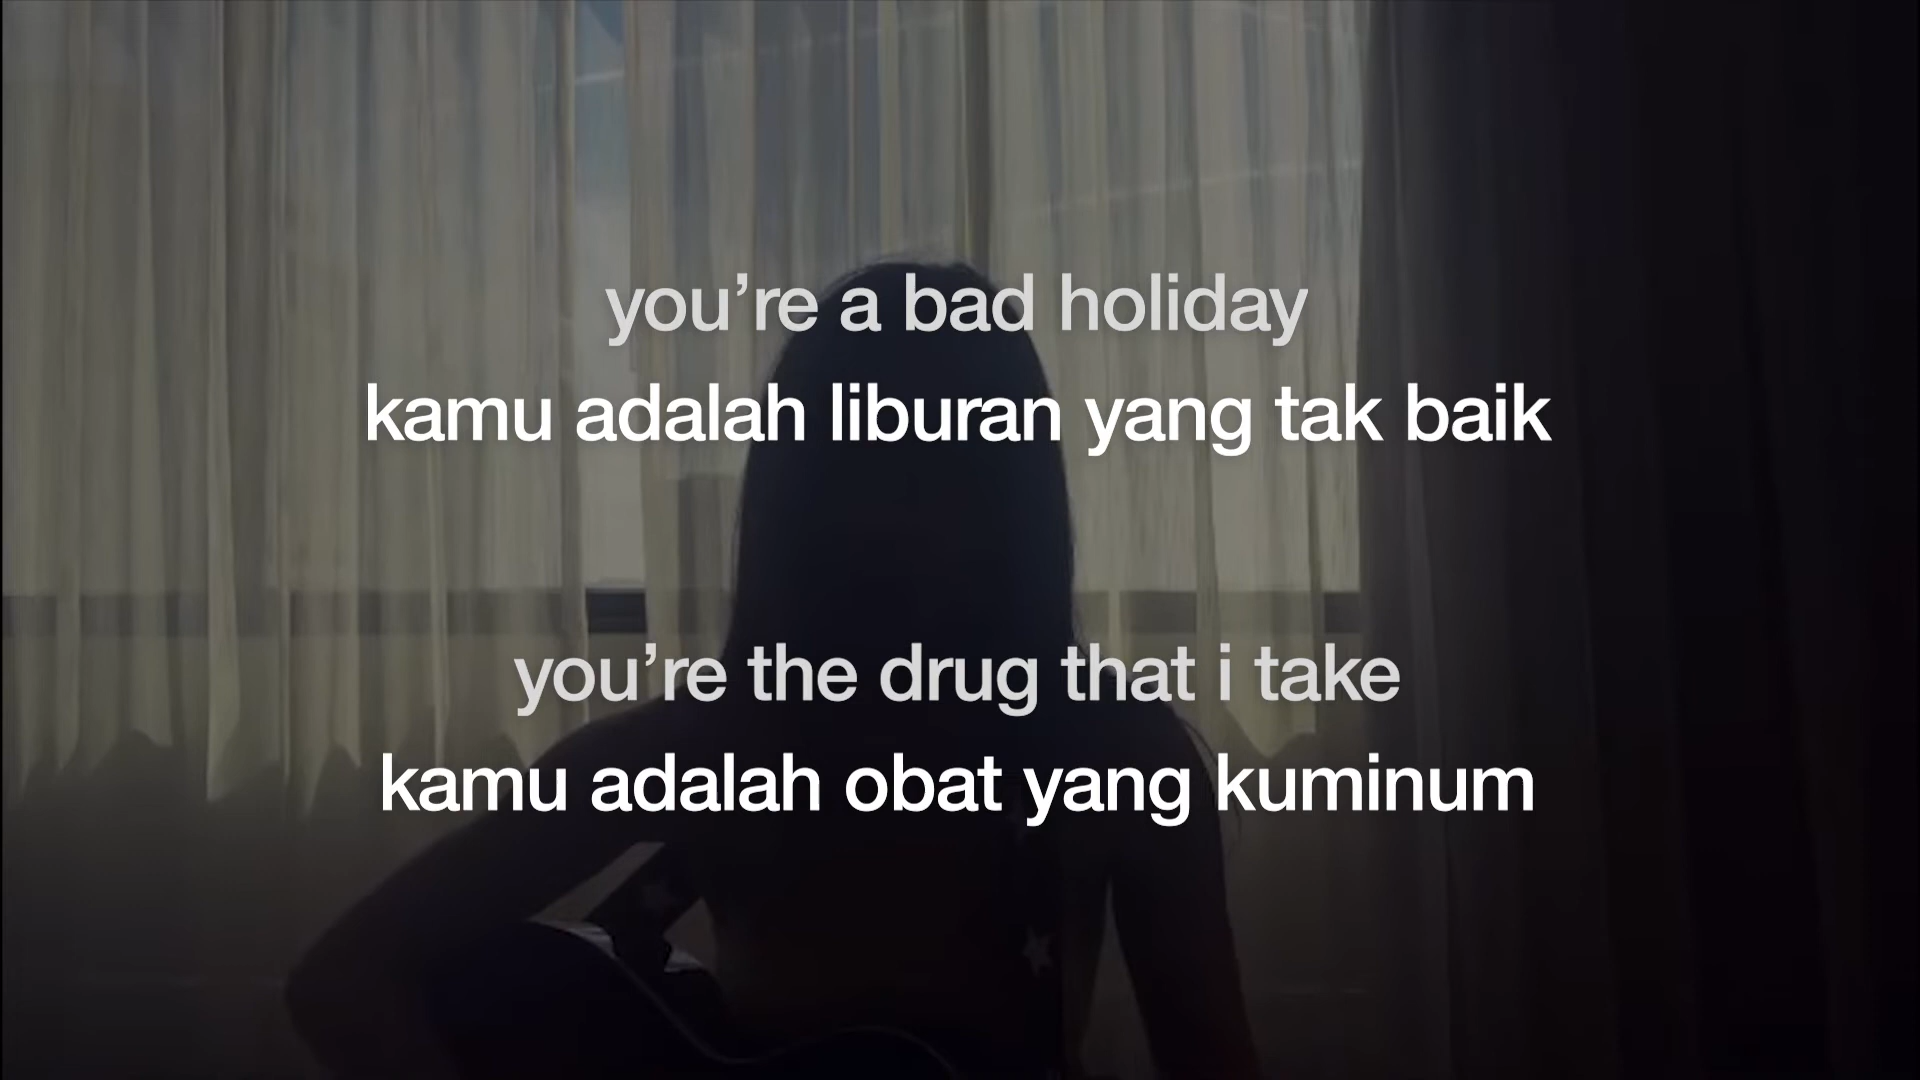 you’re a bad holiday
kamu adalah liburan yang tak baik
you’re the drug that i take
kamu adalah obat yang kuminum